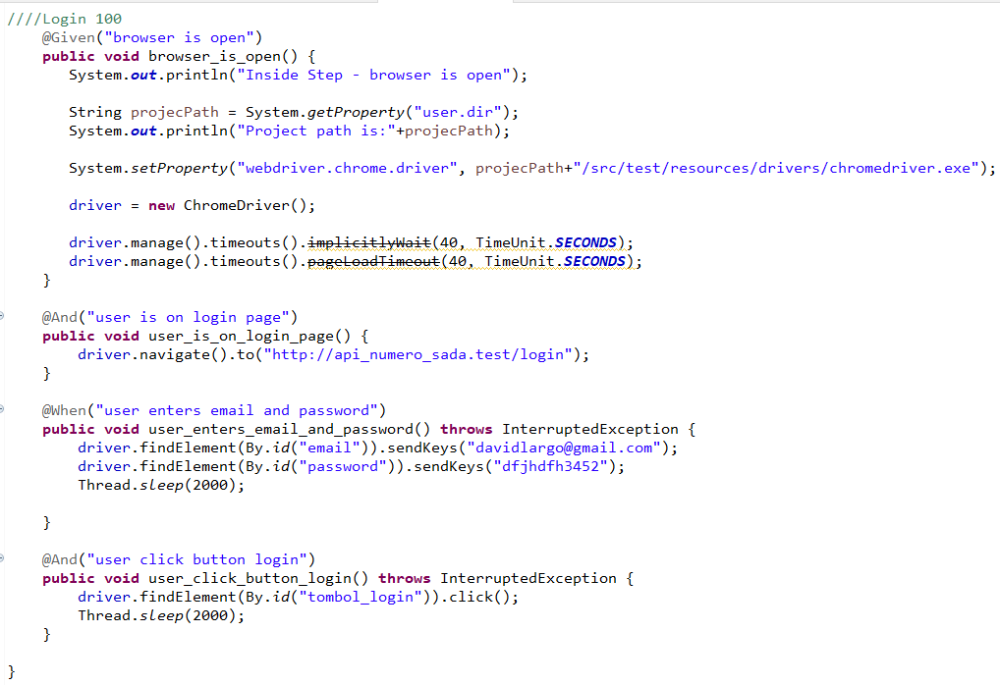 ////Login 100
@Given("browser is open")
public void browser_is_open() {
System.out.println("Inside Step - browser is open");
String projecPath = System.getProperty("user.dir");
System.out.println("Project path is:"+projecPath);
System.setProperty("webdriver.chrome.driver", projecPath+"/src/test/resources/drivers/chromedriver.exe");
driver = new ChromeDriver();
driver.manage().timeouts().implicitlyWait(40, TimeUnit.SECONDS);
driver.manage().timeouts().pageLoadTimeout(40, TimeUnit.SECONDS);
}
@And("user is on login page")
public void user_is_on_login_page() {
driver.navigate().to("http://api_numero_sada.test/login");
}
@When("user enters email and password")
public void user_enters_email_and_password() throws InterruptedException {
driver.findElement(By.id("email")).sendKeys("davidlargo@gmail.com");
driver.findElement(By.id("password")).sendKeys("dfjhdfh3452");
Thread.sleep(2000);
}
@And("user click button login")
public void user_click_button_login() throws InterruptedException {
driver.findElement(By.id("tombol_login")).click();
Thread.sleep(2000);
}
}